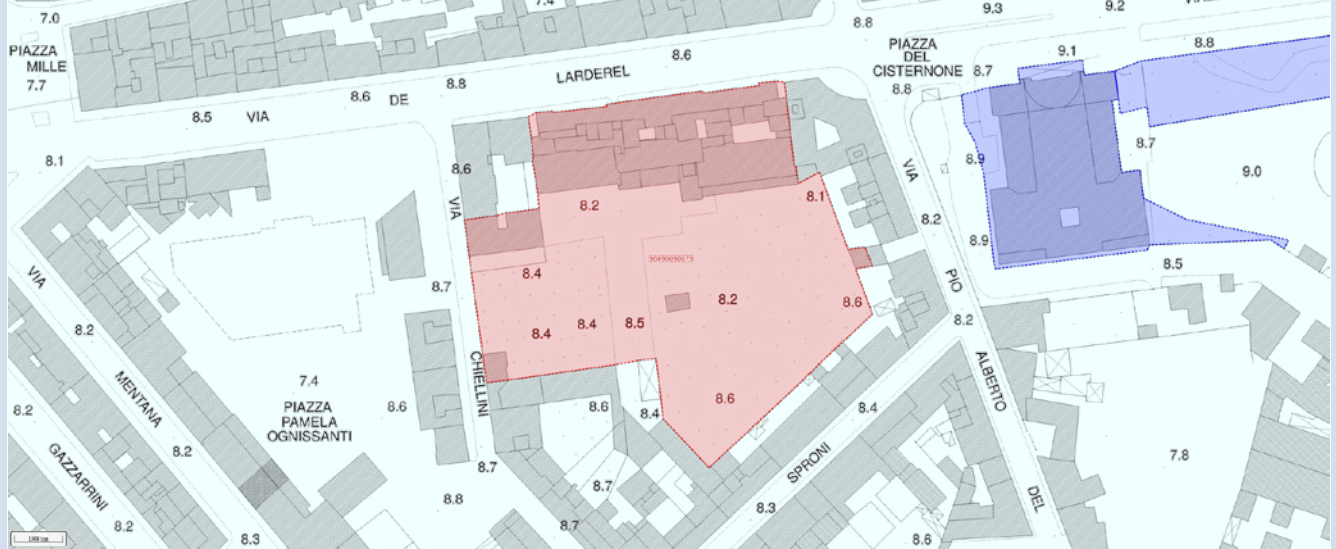 7.0
7.4
8.8
9.3
9.2
PIAZZA
MILLE
7.7
8.6
PIAZZA
DEL
CISTERNONE
8.7
9.1
8.8
LARDEREL
8.8
8.8
8.6
DE
8.5
VIA
8.1
8.6
8.7
8.9
9.0
VIA
VIA
8.2
8.1
8.2
8.9
90490090079
8.5
VIA
8.4
8.7
PIO
8.2
8.6
8.2
8.4
8.4
8.5
8.2
CHIELLINI
ALBERTO
7.4
MENTANA
PIAZZA
PAMELA
OGNISSANTI
8.6
8.6
8.4
8.6
8.4
8.2
8.2
GAZZARRINI
SPRONI
7.8
8.7
8.7
8.8
8.3
DEL
8.2
8.3
8.7
8.6